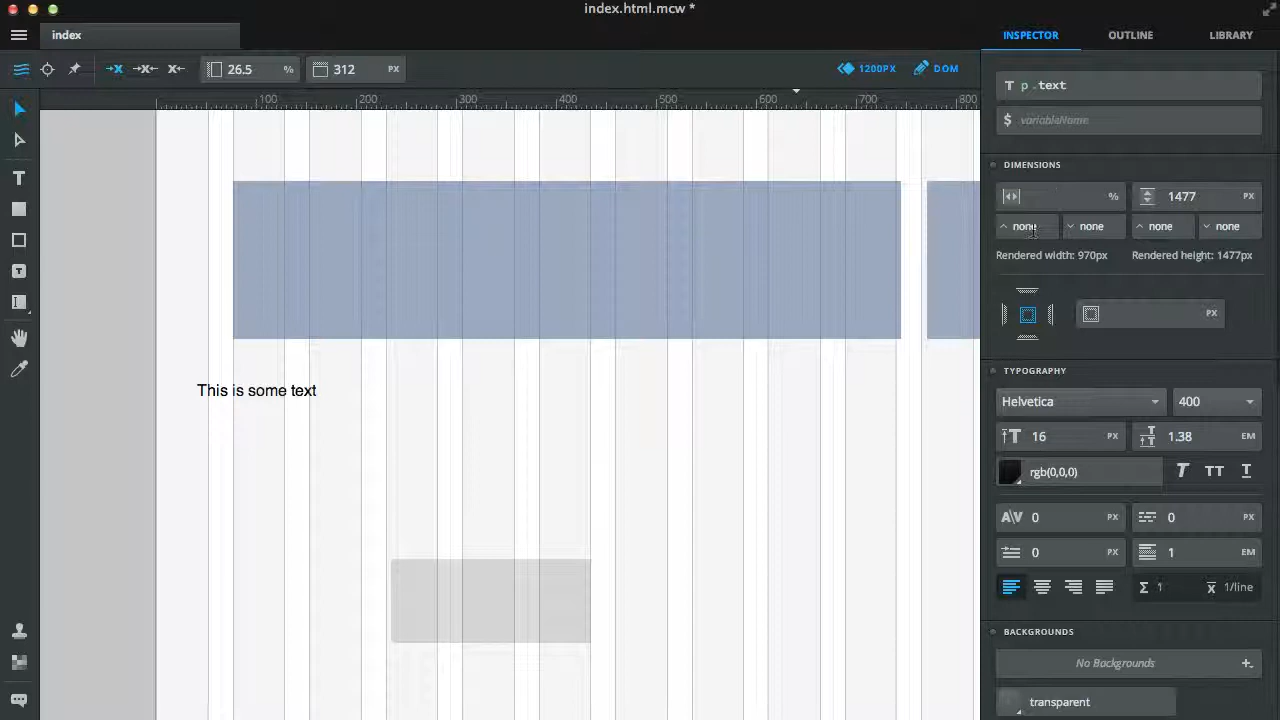 index.html.mcw *
index
INSPECTOR OUTLINE LIBRARY
26.5 % 312 PX 1200PX DOM
T p .text
$ variableName
100 200 300 400 500 600 700 800
DIMENSIONS
% 1477 PX
none none none none
Rendered width: 970px Rendered height: 1477px
PX
This is some text
TYPOGRAPHY
Helvetica 400
16 PX 1.38 EM
rgb(0,0,0) T TT T
A\V 0 PX 0 PX
0 PX 1 EM
Σ 1 x̄ 1/line
BACKGROUNDS
No Backgrounds
transparent